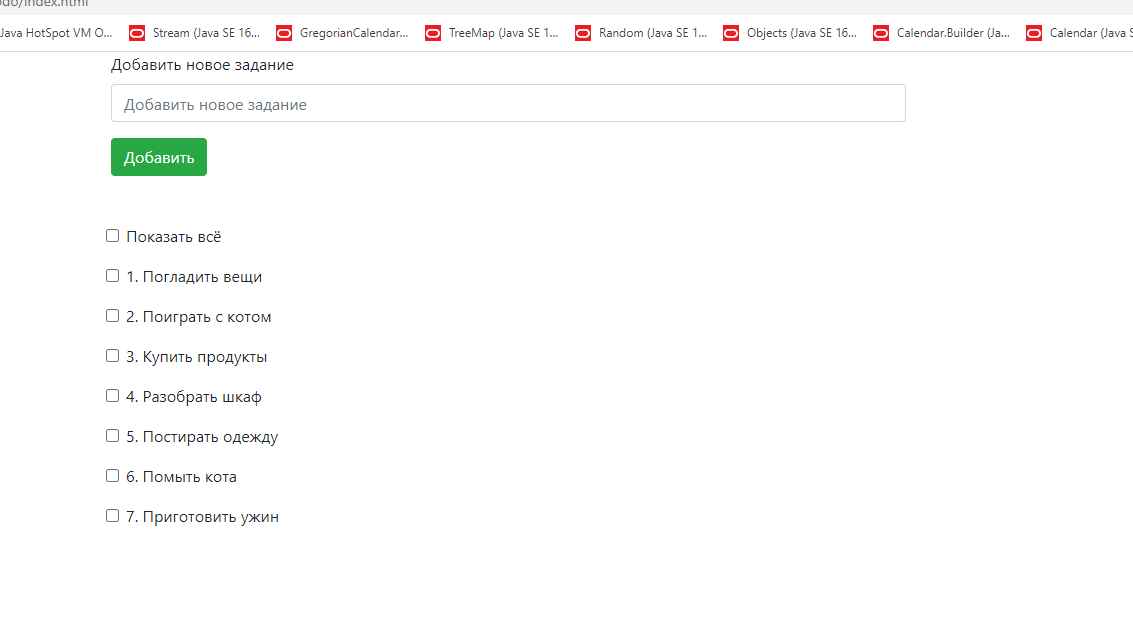 odo/index.html
Java HotSpot VM O... Stream (Java SE 16... GregorianCalendar... TreeMap (Java SE 1... Random (Java SE 1... Objects (Java SE 16... Calendar.Builder (Ja... Calendar (Java S
Добавить новое задание
Добавить новое задание
Добавить
Показать всё
1. Погладить вещи
2. Поиграть с котом
3. Купить продукты
4. Разобрать шкаф
5. Постирать одежду
6. Помыть кота
7. Приготовить ужин